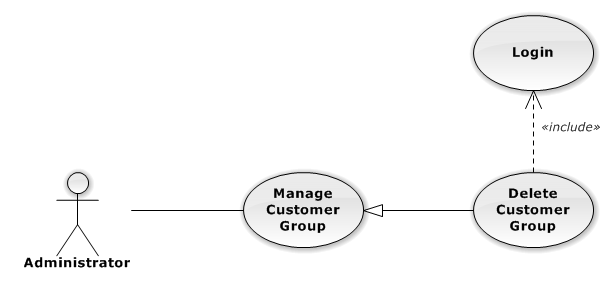 Login
«include»
Manage
Customer
Group
Delete
Customer
Group
Administrator